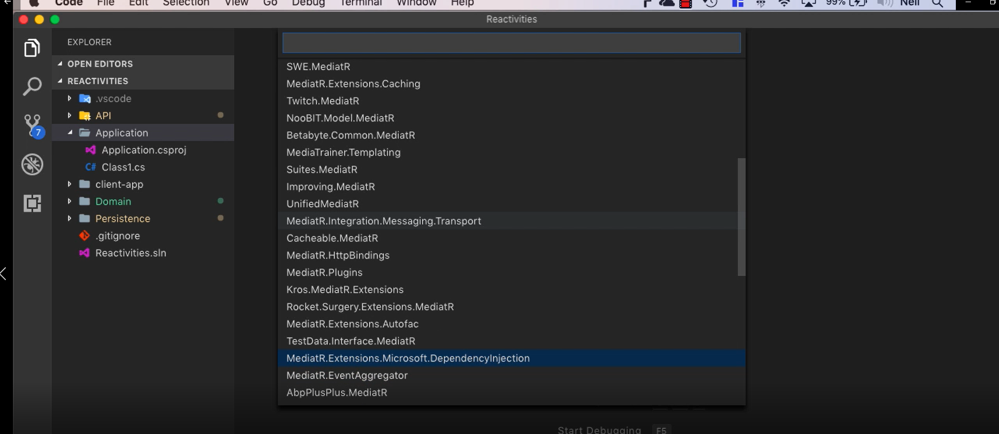 Code File Edit Selection View Go Debug Terminal Window Help 99% Neil
Reactivities
EXPLORER
OPEN EDITORS
REACTIVITIES
.vscode
API
Application
Application.csproj
C# Class1.cs
client-app
Domain
Persistence
.gitignore
Reactivities.sln
7
SWE.MediatR
MediatR.Extensions.Caching
Twitch.MediatR
NooBIT.Model.MediatR
Betabyte.Common.MediatR
MediaTrainer.Templating
Suites.MediatR
Improving.MediatR
UnifiedMediatR
MediatR.Integration.Messaging.Transport
Cacheable.MediatR
MediatR.HttpBindings
MediatR.Plugins
Kros.MediatR.Extensions
Rocket.Surgery.Extensions.MediatR
MediatR.Extensions.Autofac
TestData.Interface.MediatR
MediatR.Extensions.Microsoft.DependencyInjection
MediatR.EventAggregator
AbpPlusPlus.MediatR
Start Debugging F5